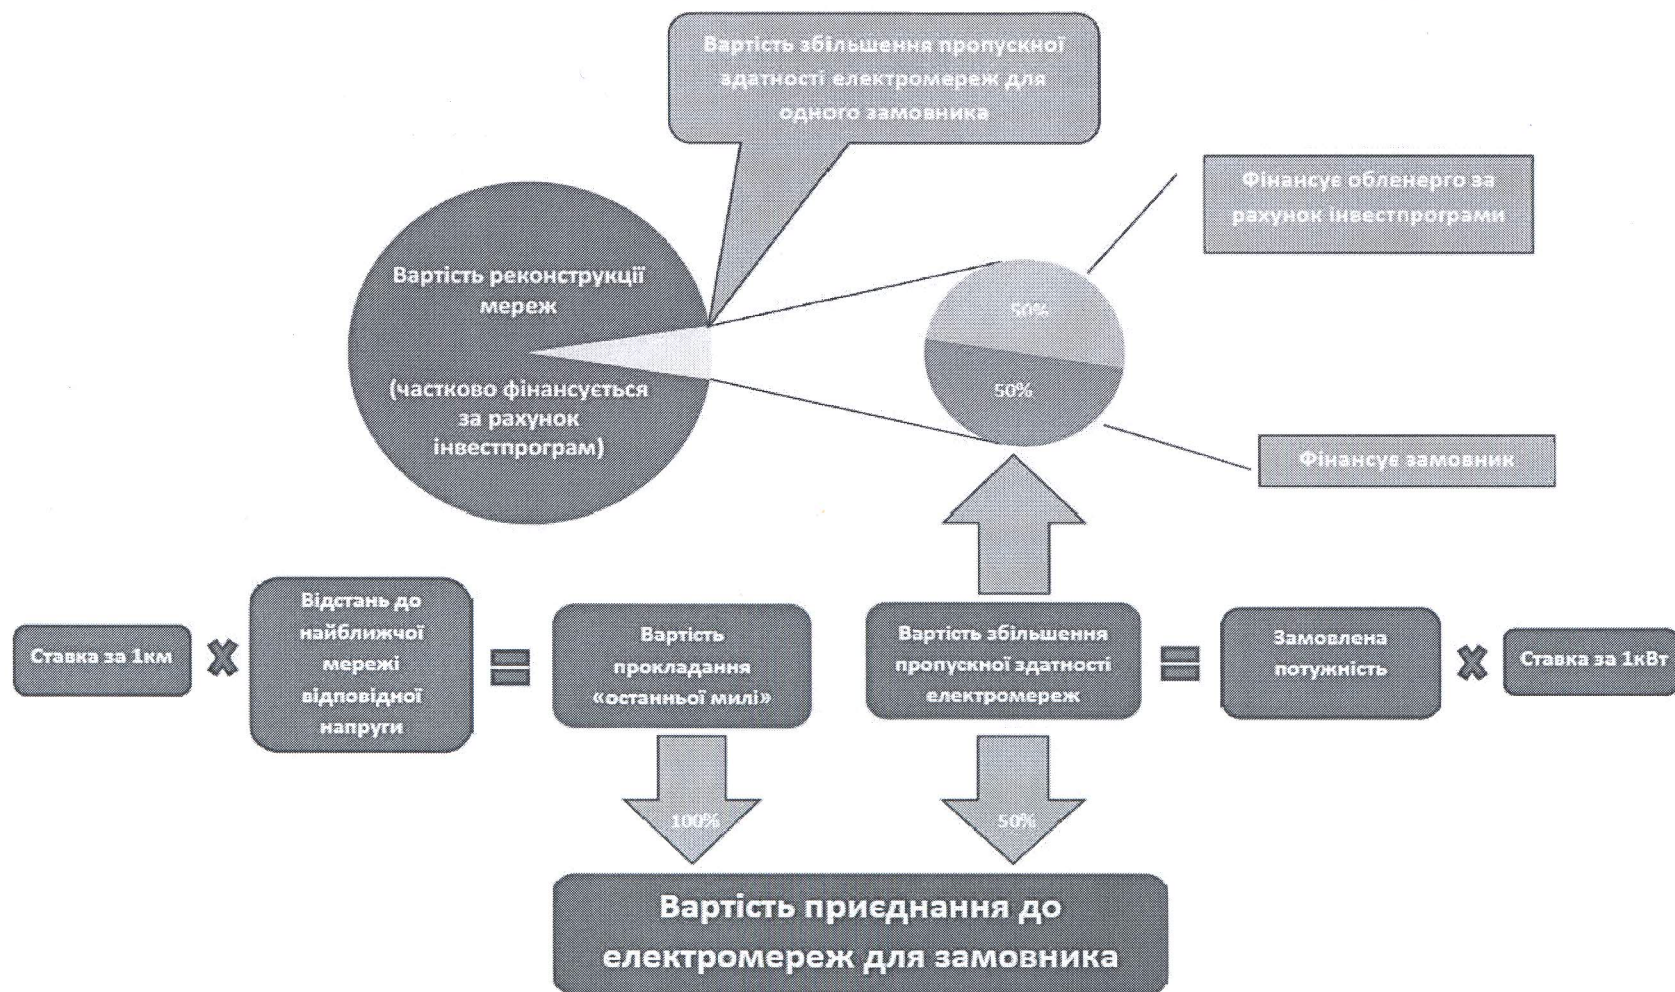 Вартість збільшення пропускної
здатності електромереж для
одного замовника
Фінансує обленерго за
рахунок інвестпрограми
Вартість реконструкції
мереж
(частково фінансується
за рахунок
інвестпрограм)
50%
50%
Фінансує замовник
Ставка за 1км
Відстань до
найближчої
мережі
відповідної
напруги
Вартість
прокладання
«останньої милі»
Вартість збільшення
пропускної здатності
електромереж
Замовлена
потужність
Ставка за 1кВт
100%
50%
Вартість приєднання до
електромереж для замовника